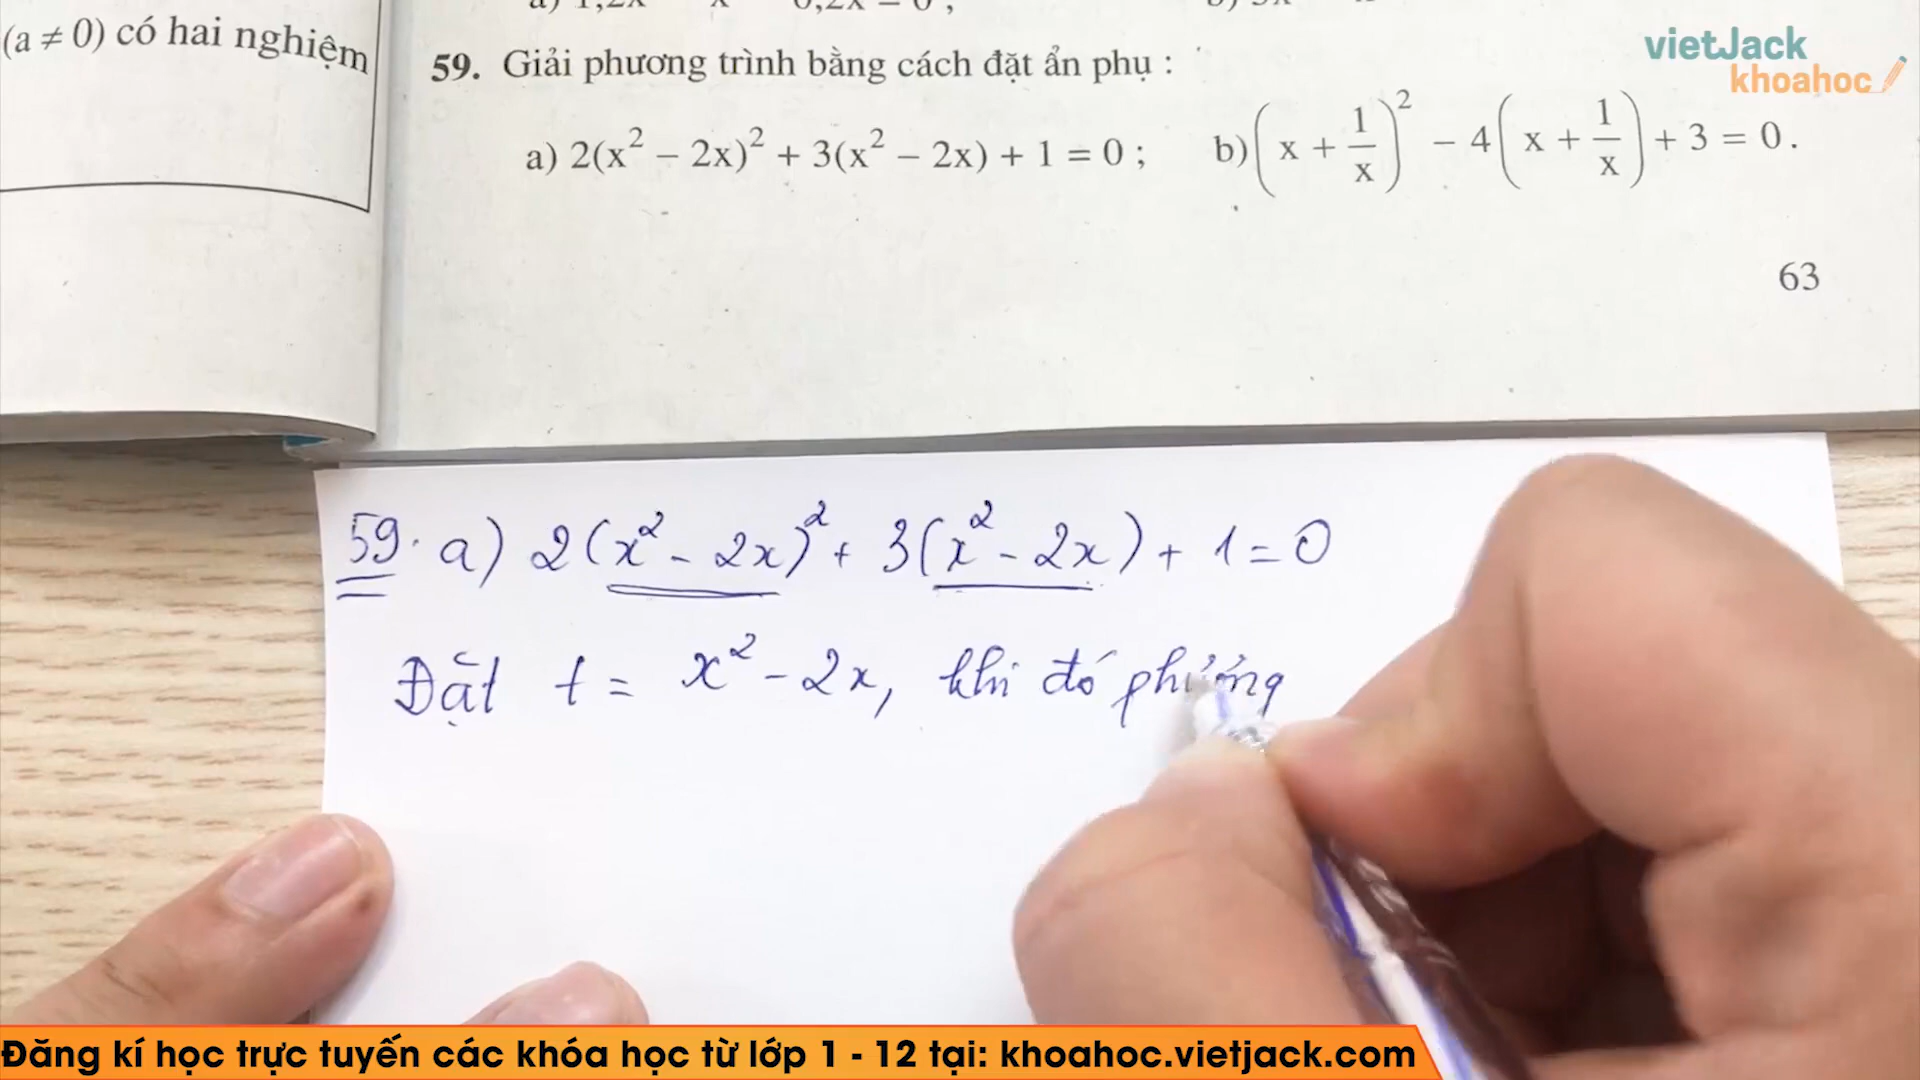 (a ≠ 0) có hai nghiệm
59. Giải phương trình bằng cách đặt ẩn phụ :
a) 2(x² – 2x)² + 3(x² – 2x) + 1 = 0 ; b) (x + 1/x)² – 4(x + 1/x) + 3 = 0 .
63
vietJack
khoahoc
59. a) 2(x² - 2x)² + 3(x² - 2x) + 1 = 0
Đặt t = x² - 2x, khi đó phương
Đăng kí học trực tuyến các khóa học từ lớp 1 - 12 tại: khoahoc.vietjack.com